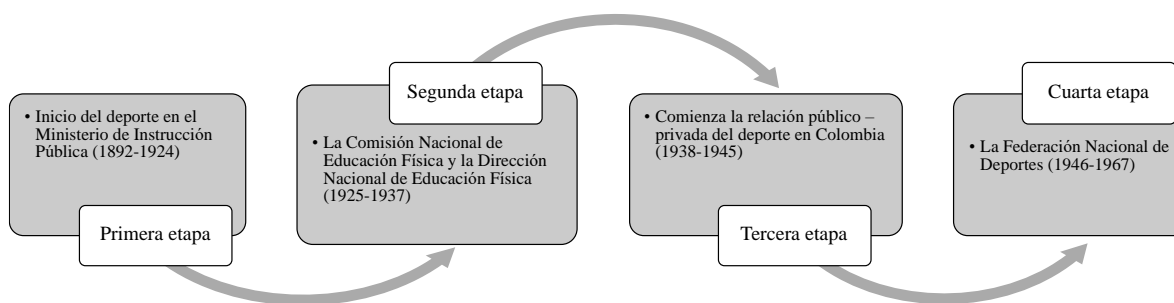 • Inicio del deporte en el
Ministerio de Instrucción
Pública (1892-1924)
Primera etapa
Segunda etapa
• La Comisión Nacional de
Educación Física y la Dirección
Nacional de Educación Física
(1925-1937)
• Comienza la relación público –
privada del deporte en Colombia
(1938-1945)
Tercera etapa
Cuarta etapa
• La Federación Nacional de
Deportes (1946-1967)